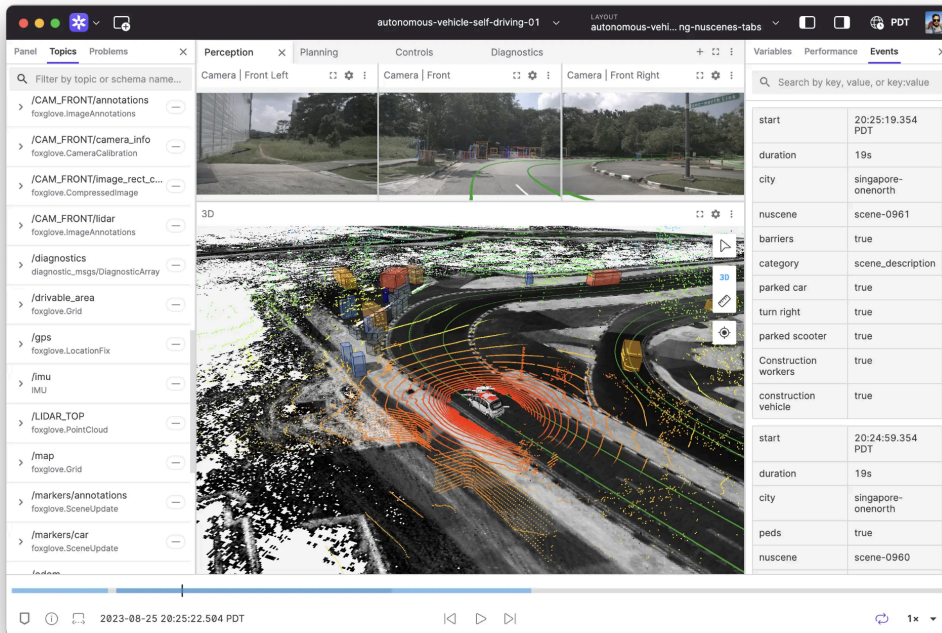 autonomous-vehicle-self-driving-01
LAYOUT
autonomous-vehi... ng-nuscenes-tabs
PDT
Panel
Topics
Problems
Filter by topic or schema name...
/CAM_FRONT/annotations
foxglove.ImageAnnotations
/CAM_FRONT/camera_info
foxglove.CameraCalibration
/CAM_FRONT/image_rect_c...
foxglove.CompressedImage
/CAM_FRONT/lidar
foxglove.ImageAnnotations
/diagnostics
diagnostic_msgs/DiagnosticArray
/drivable_area
foxglove.Grid
/gps
foxglove.LocationFix
/imu
IMU
/LIDAR_TOP
foxglove.PointCloud
/map
foxglove.Grid
/markers/annotations
foxglove.SceneUpdate
/markers/car
foxglove.SceneUpdate
Perception
Planning
Controls
Diagnostics
Camera | Front Left
Camera | Front
Camera | Front Right
3D
3D
Variables
Performance
Events
Search by key, value, or key:value
start 20:25:19.354
PDT
duration 19s
city singapore-
onenorth
nuscene scene-0961
barriers true
category scene_description
parked car true
turn right true
parked scooter true
Construction
workers true
construction
vehicle true
start 20:24:59.354
PDT
duration 19s
city singapore-
onenorth
peds true
nuscene scene-0960
2023-08-25 20:25:22.504 PDT
1×